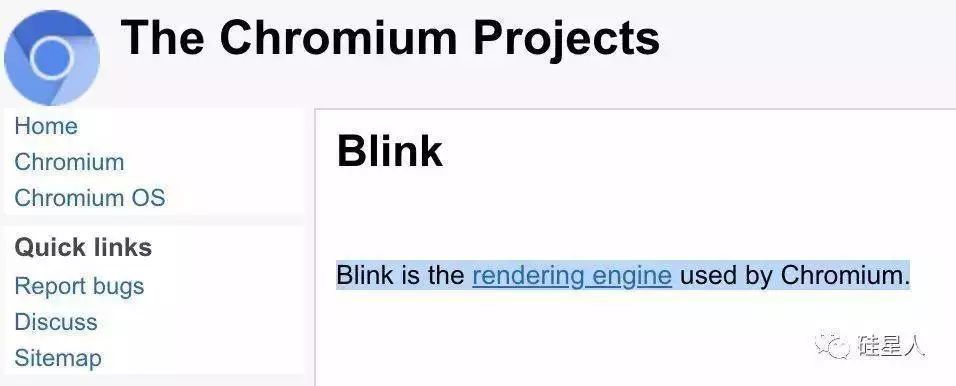 The Chromium Projects
Home
Chromium
Chromium OS
Quick links
Report bugs
Discuss
Sitemap
Blink
Blink is the rendering engine used by Chromium.
硅星人